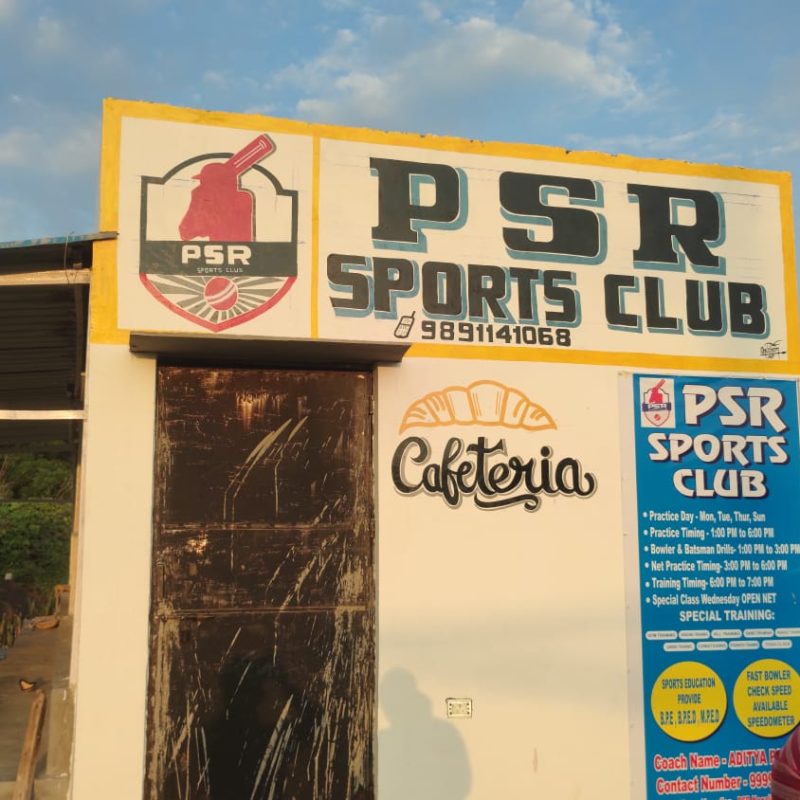 PSR
SPORTS CLUB
PSR
SPORTS CLUB
9891141068
Cafeteria
PSR
PSR
SPORTS
CLUB
• Practice Day - Mon, Tue, Thur, Sun
• Practice Timing - 1:00 PM to 6:00 PM
• Bowler & Batsman Drills- 1:00 PM to 3:00 PM
• Net Practice Timing- 3:00 PM to 6:00 PM
• Training Timing- 6:00 PM to 7:00 PM
• Special Class Wednesday OPEN NET
SPECIAL TRAINING:
SPORTS EDUCATION
PROVIDE
B.P.E , B.P.E.D , M.P.E.D
FAST BOWLER
CHECK SPEED
AVAILABLE
SPEEDOMETER
Coach Name - ADITYA
Contact Number - 999